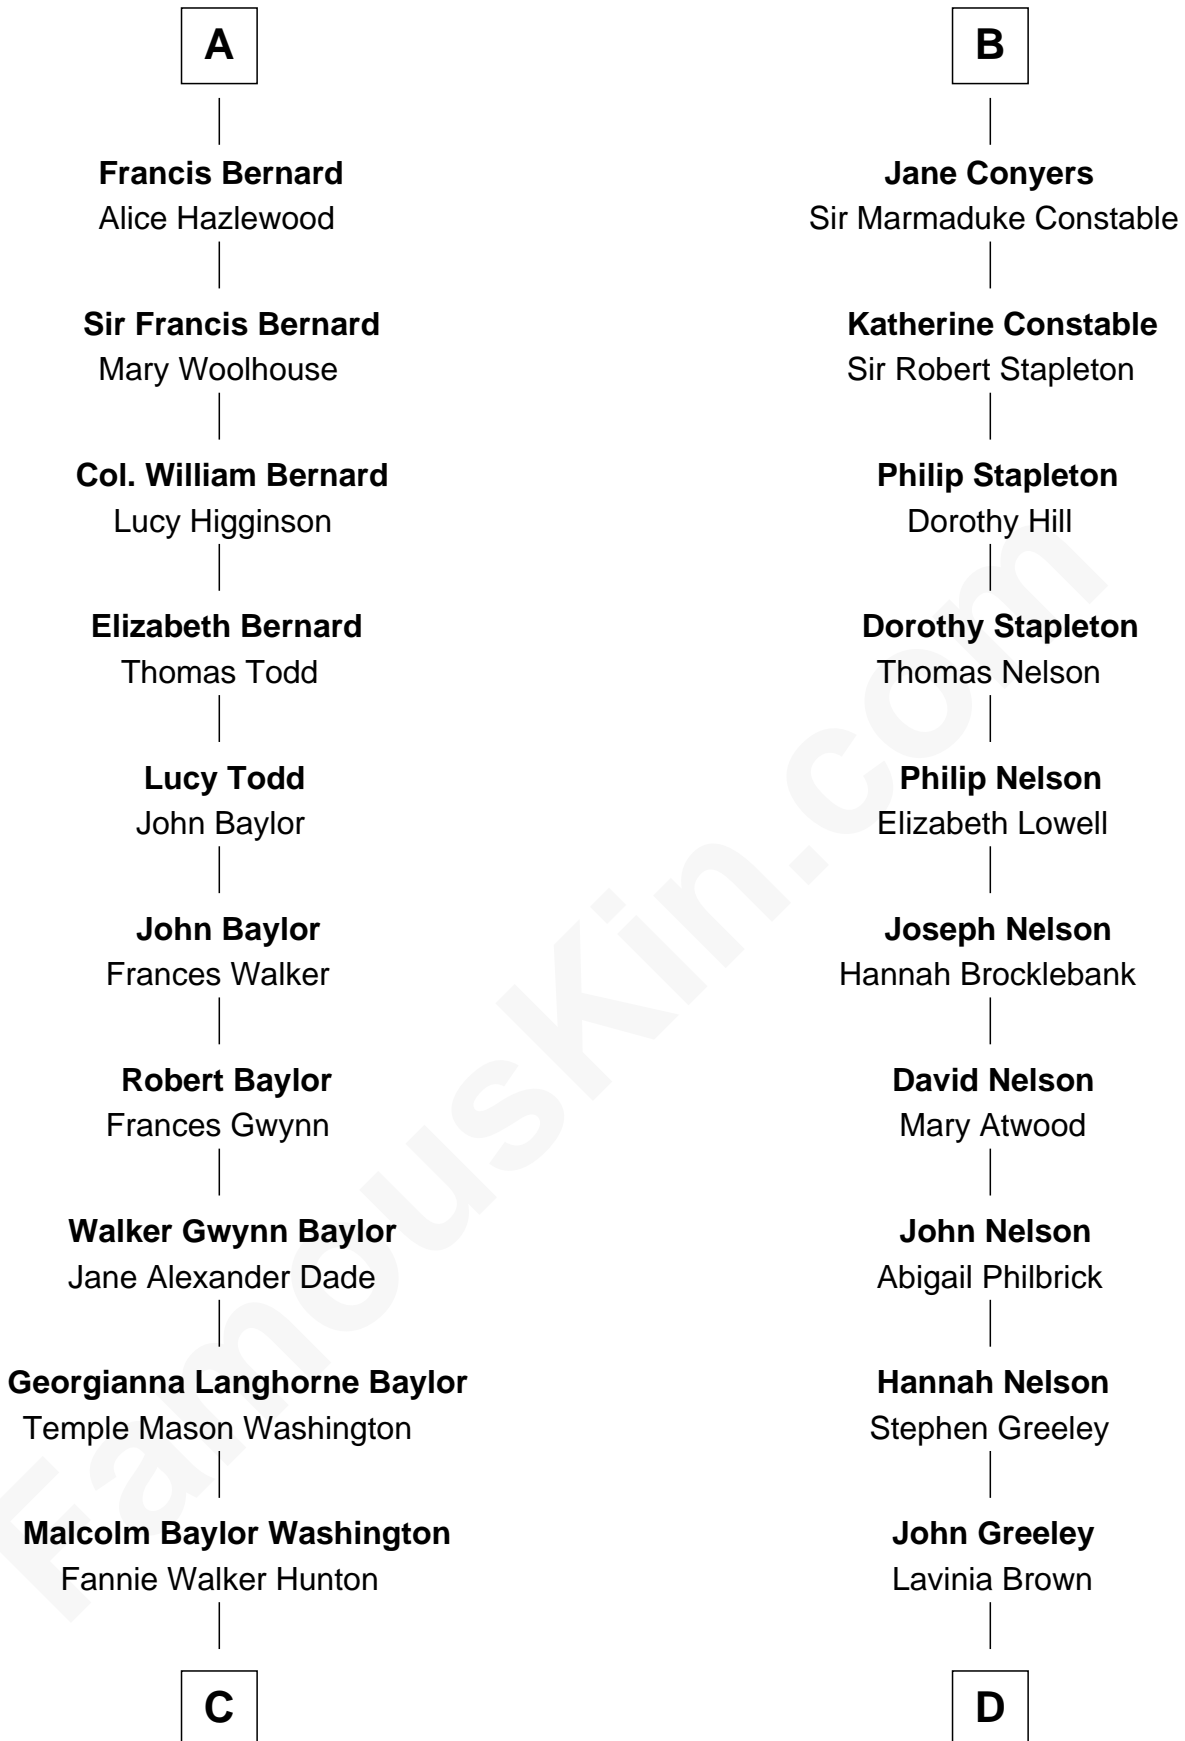 A
Francis Bernard
Alice Hazlewood
Sir Francis Bernard
Mary Woolhouse
Col. William Bernard
Lucy Higginson
Elizabeth Bernard
Thomas Todd
Lucy Todd
John Baylor
John Baylor
Frances Walker
Robert Baylor
Frances Gwynn
Walker Gwynn Baylor
Jane Alexander Dade
Georgianna Langhorne Baylor
Temple Mason Washington
Malcolm Baylor Washington
Fannie Walker Hunton
C
B
Jane Conyers
Sir Marmaduke Constable
Katherine Constable
Sir Robert Stapleton
Philip Stapleton
Dorothy Hill
Dorothy Stapleton
Thomas Nelson
Philip Nelson
Elizabeth Lowell
Joseph Nelson
Hannah Brocklebank
David Nelson
Mary Atwood
John Nelson
Abigail Philbrick
Hannah Nelson
Stephen Greeley
John Greeley
Lavinia Brown
D
FamousKin.com